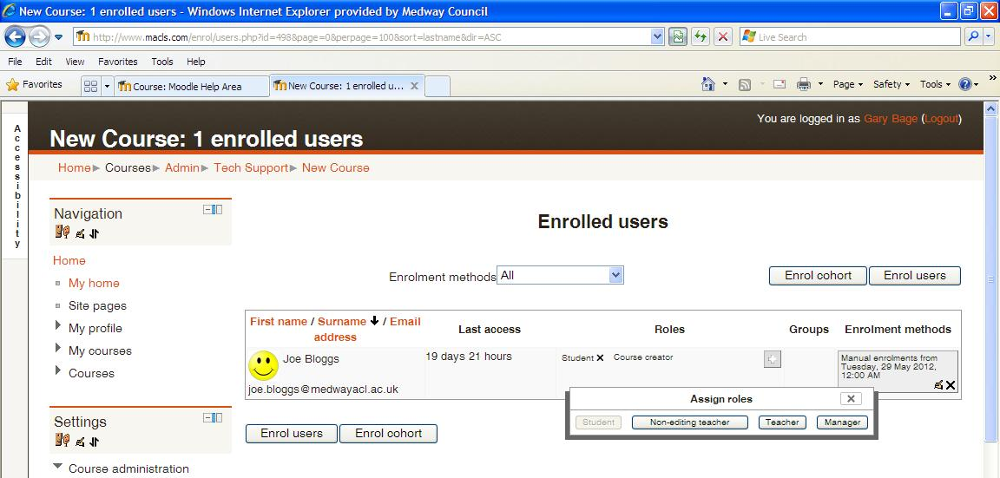 New Course: 1 enrolled users - Windows Internet Explorer provided by Medway Council
http://www.macls.com/enrol/users.php?id=498&page=0&perpage=100&sort=lastname&dir=ASC
Live Search
File Edit View Favorites Tools Help
Favorites
Course: Moodle Help Area
New Course: 1 enrolled u...
Page Safety Tools
Accessibility
You are logged in as Gary Bage (Logout)
New Course: 1 enrolled users
Home Courses Admin Tech Support New Course
Navigation
Home
My home
Site pages
My profile
My courses
Courses
Settings
Course administration
Enrolled users
Enrolment methods All
Enrol cohort Enrol users
First name / Surname / Email address
Last access
Roles
Groups
Enrolment methods
Joe Bloggs
joe.bloggs@medwayacl.ac.uk
19 days 21 hours
Student Course creator
Manual enrolments from
Tuesday, 29 May 2012,
12:00 AM
Assign roles
Student Non-editing teacher Teacher Manager
Enrol users Enrol cohort